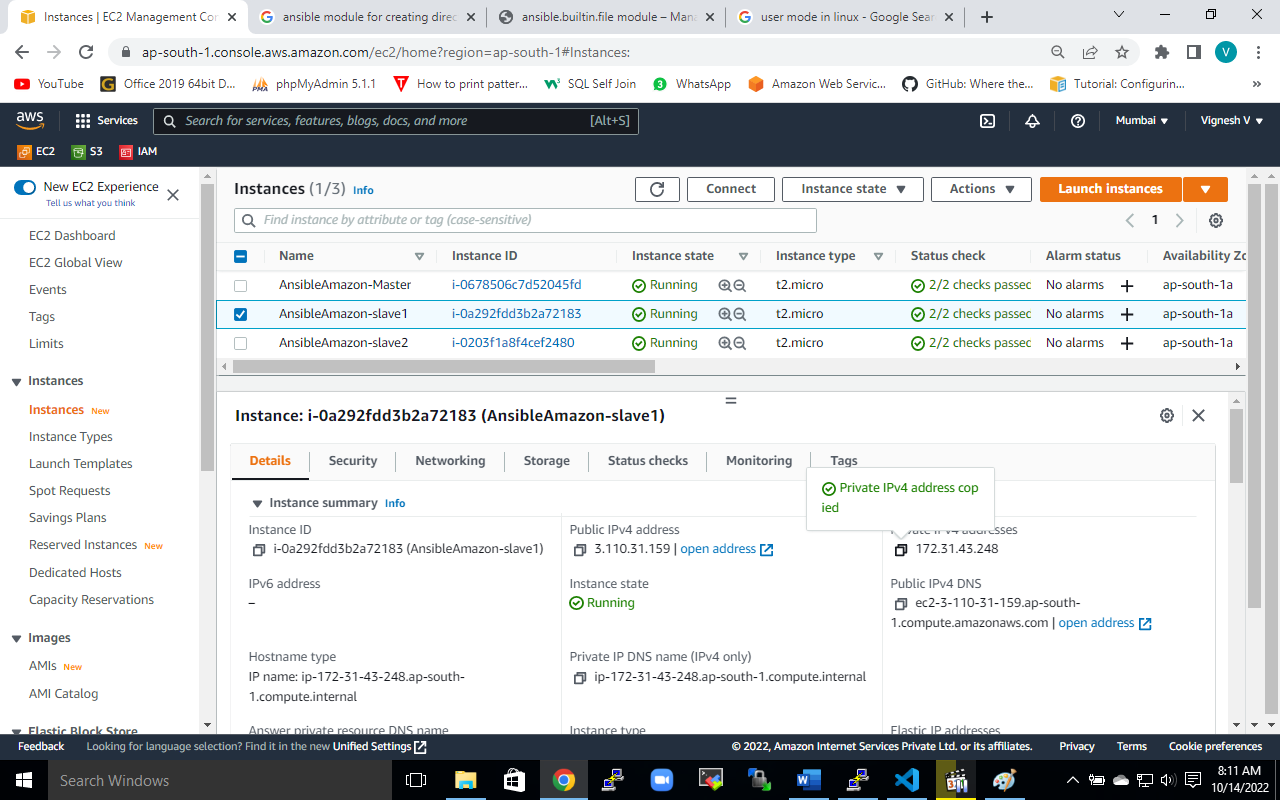 Instances | EC2 Management Con
ansible module for creating direc
ansible.builtin.file module – Mana
user mode in linux - Google Sear
ap-south-1.console.aws.amazon.com/ec2/home?region=ap-south-1#Instances:
V
YouTube
Office 2019 64bit D...
phpMyAdmin 5.1.1
How to print patter...
SQL Self Join
WhatsApp
Amazon Web Servic...
GitHub: Where the...
Tutorial: Configurin...
»
aws
Services
Search for services, features, blogs, docs, and more [Alt+S]
Mumbai
Vignesh V
EC2
S3
IAM
New EC2 Experience
Tell us what you think
EC2 Dashboard
EC2 Global View
Events
Tags
Limits
Instances
Instances New
Instance Types
Launch Templates
Spot Requests
Savings Plans
Reserved Instances New
Dedicated Hosts
Capacity Reservations
Images
AMIs New
AMI Catalog
Elastic Block Store
Instances (1/3) Info
Connect
Instance state
Actions
Launch instances
Find instance by attribute or tag (case-sensitive)
1
Name Instance ID Instance state Instance type Status check Alarm status Availability Zo
AnsibleAmazon-Master i-0678506c7d52045fd Running t2.micro 2/2 checks passed No alarms + ap-south-1a
AnsibleAmazon-slave1 i-0a292fdd3b2a72183 Running t2.micro 2/2 checks passed No alarms + ap-south-1a
AnsibleAmazon-slave2 i-0203f1a8f4cef2480 Running t2.micro 2/2 checks passed No alarms + ap-south-1a
Instance: i-0a292fdd3b2a72183 (AnsibleAmazon-slave1)
Details Security Networking Storage Status checks Monitoring Tags
Private IPv4 address cop
ied
Instance summary Info
Instance ID
i-0a292fdd3b2a72183 (AnsibleAmazon-slave1)
Public IPv4 address
3.110.31.159 | open address
Private IPv4 addresses
172.31.43.248
IPv6 address
–
Instance state
Running
Public IPv4 DNS
ec2-3-110-31-159.ap-south-
1.compute.amazonaws.com | open address
Hostname type
IP name: ip-172-31-43-248.ap-south-
1.compute.internal
Private IP DNS name (IPv4 only)
ip-172-31-43-248.ap-south-1.compute.internal
Answer private resource DNS name
Instance type
Elastic IP addresses
Feedback
Looking for language selection? Find it in the new Unified Settings
© 2022, Amazon Internet Services Private Ltd. or its affiliates.
Privacy
Terms
Cookie preferences
Search Windows
8:11 AM
10/14/2022